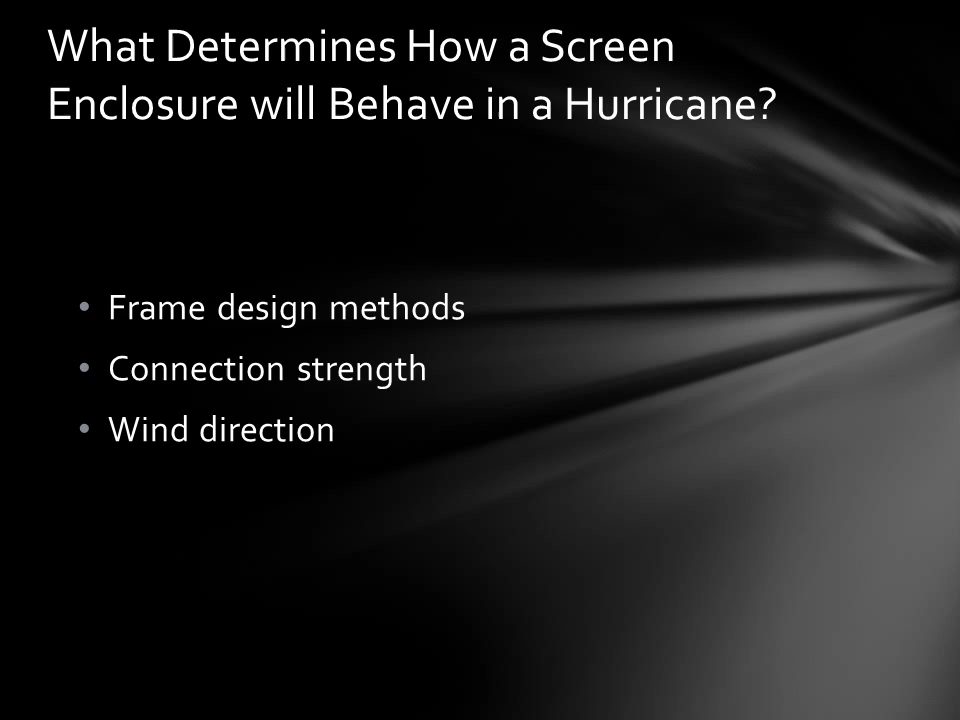 What Determines How a Screen
Enclosure will Behave in a Hurricane?
• Frame design methods
• Connection strength
• Wind direction